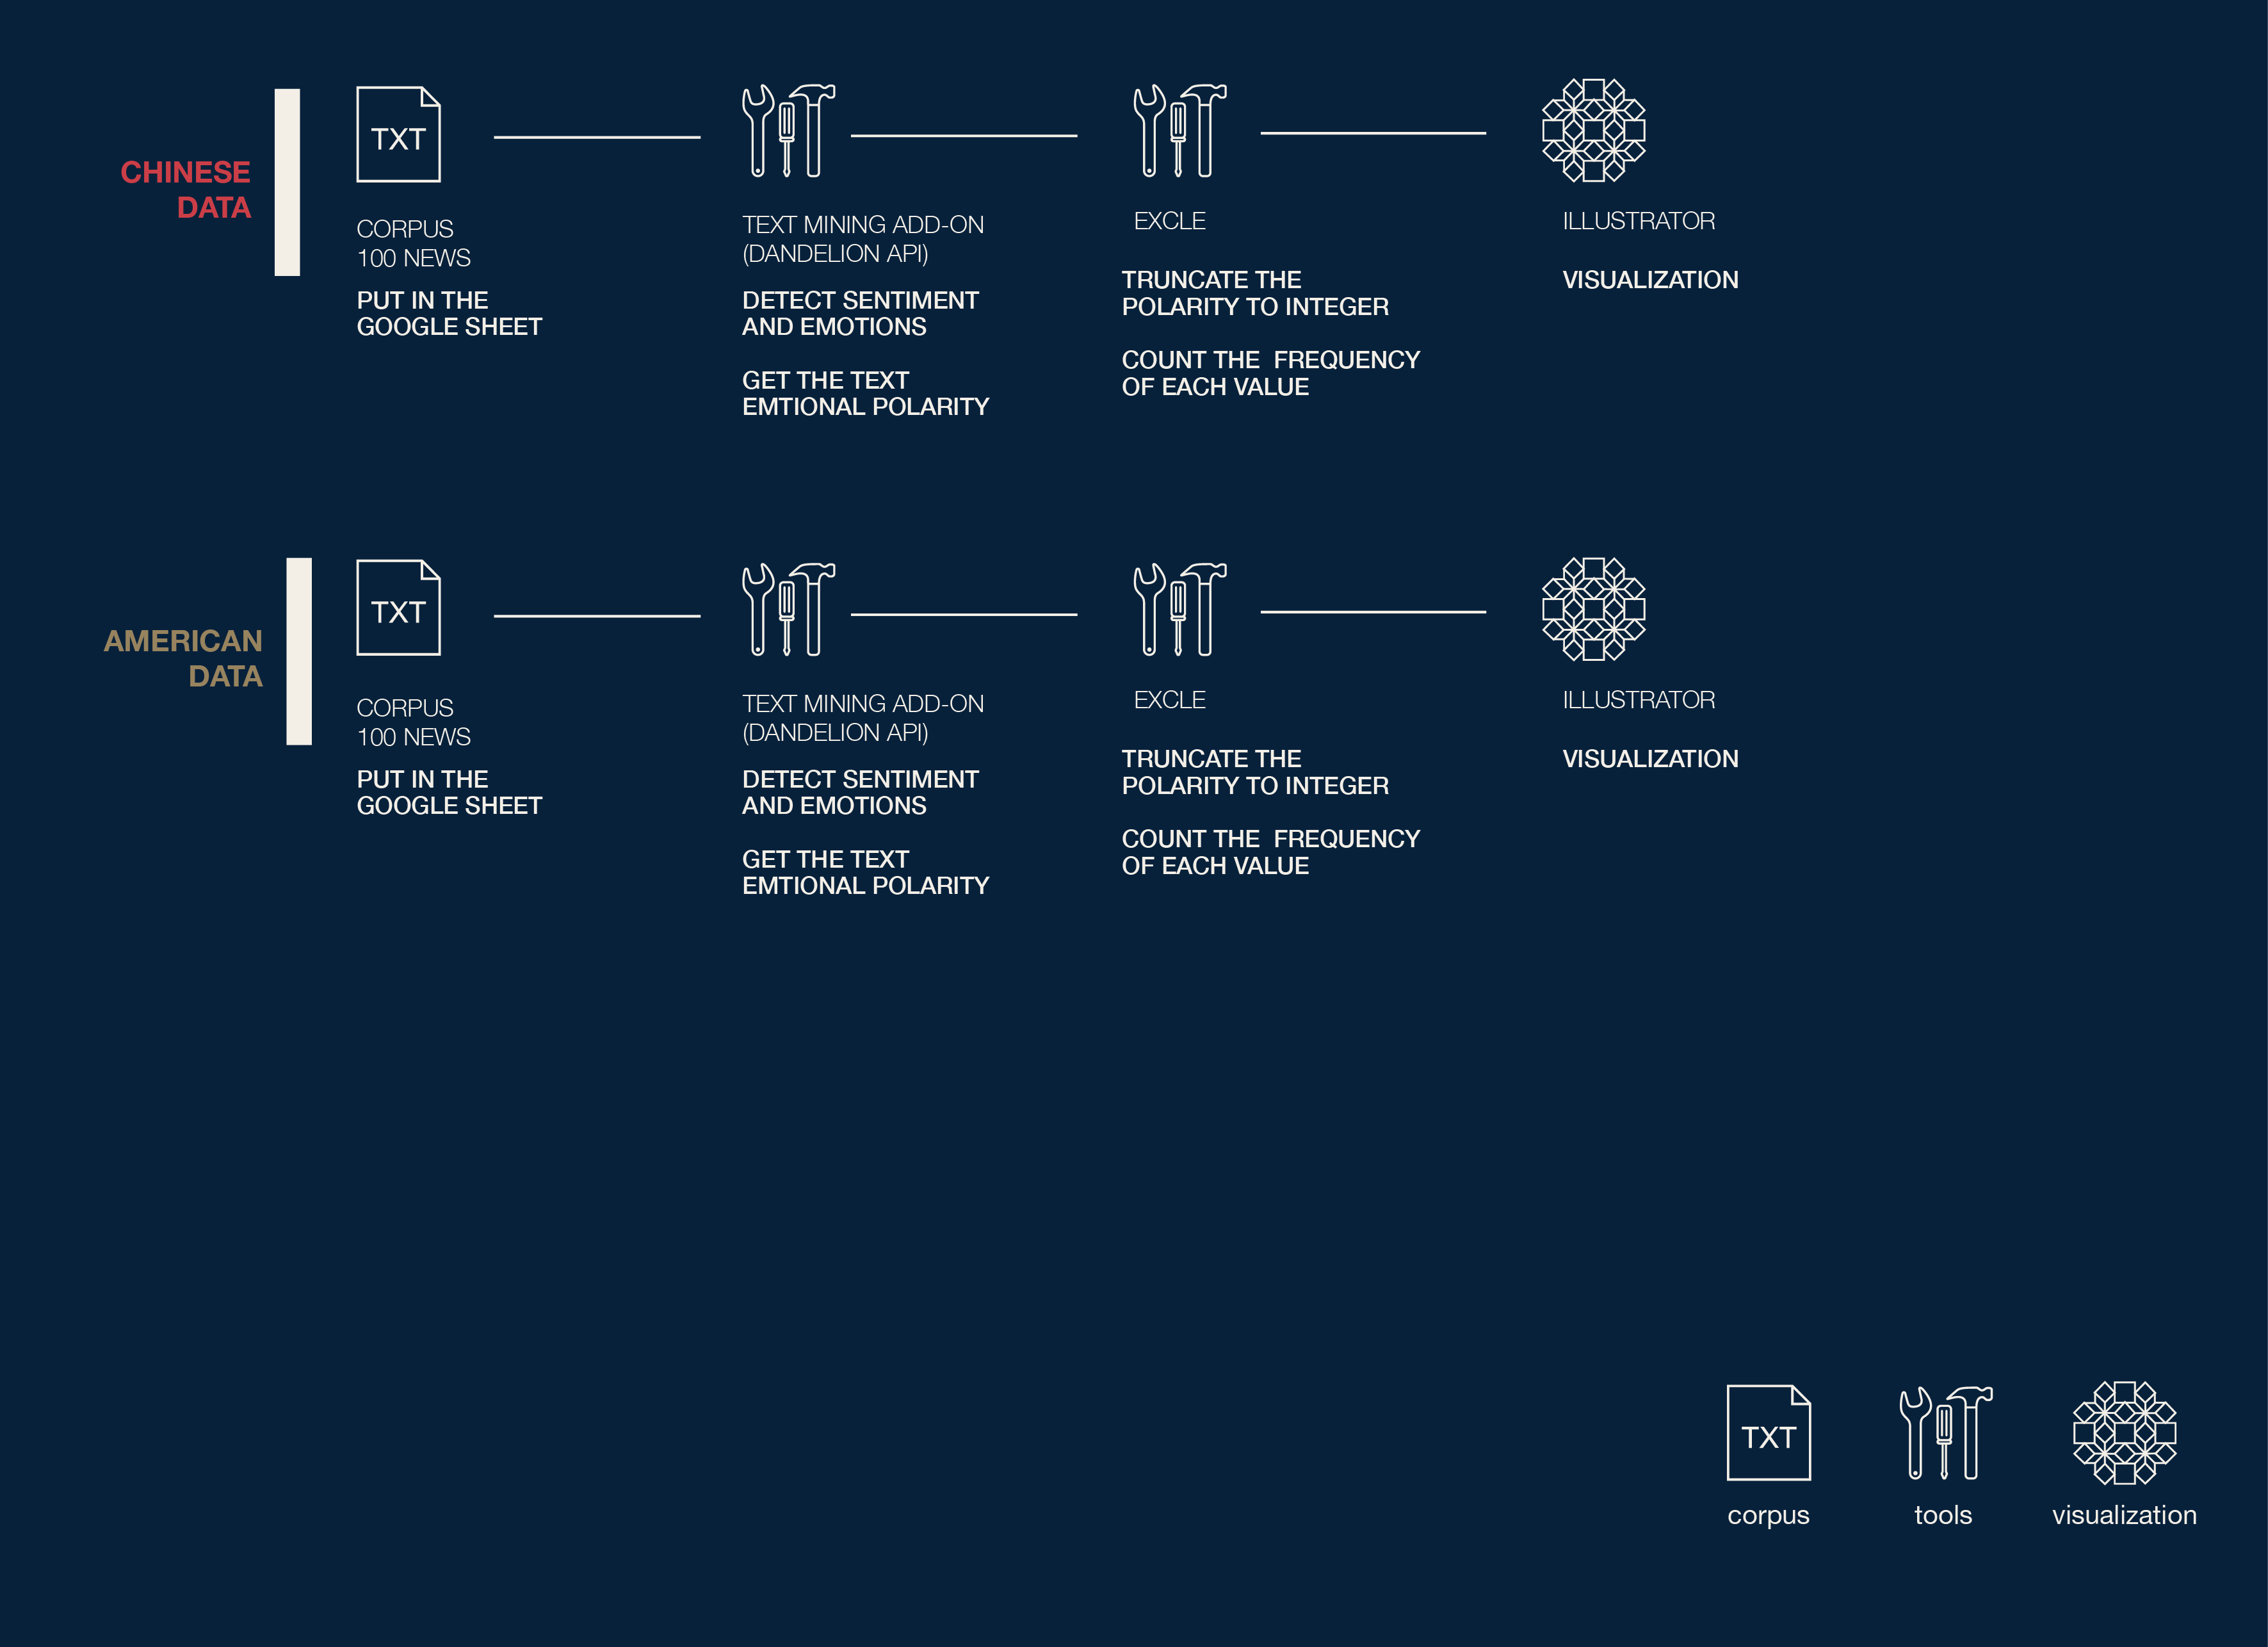 CHINESE
DATA
TXT
CORPUS
100 NEWS
PUT IN THE
GOOGLE SHEET
TEXT MINING ADD-ON
(DANDELION API)
DETECT SENTIMENT
AND EMOTIONS
GET THE TEXT
EMTIONAL POLARITY
EXCLE
TRUNCATE THE
POLARITY TO INTEGER
COUNT THE  FREQUENCY
OF EACH VALUE
ILLUSTRATOR
VISUALIZATION
AMERICAN
DATA
TXT
CORPUS
100 NEWS
PUT IN THE
GOOGLE SHEET
TEXT MINING ADD-ON
(DANDELION API)
DETECT SENTIMENT
AND EMOTIONS
GET THE TEXT
EMTIONAL POLARITY
EXCLE
TRUNCATE THE
POLARITY TO INTEGER
COUNT THE  FREQUENCY
OF EACH VALUE
ILLUSTRATOR
VISUALIZATION
TXT
corpus
tools
visualization